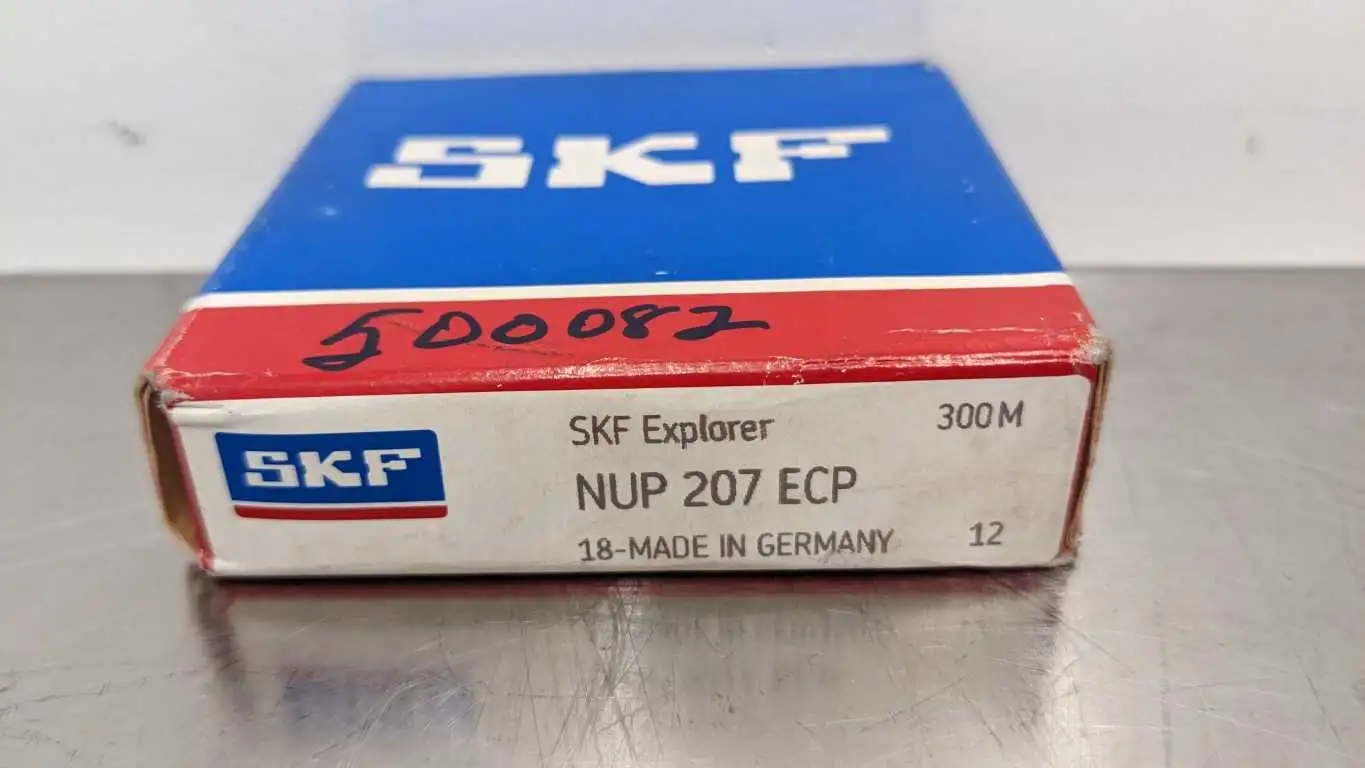 SKF
500082
SKF
SKF Explorer 300M
NUP 207 ECP
18-MADE IN GERMANY 12